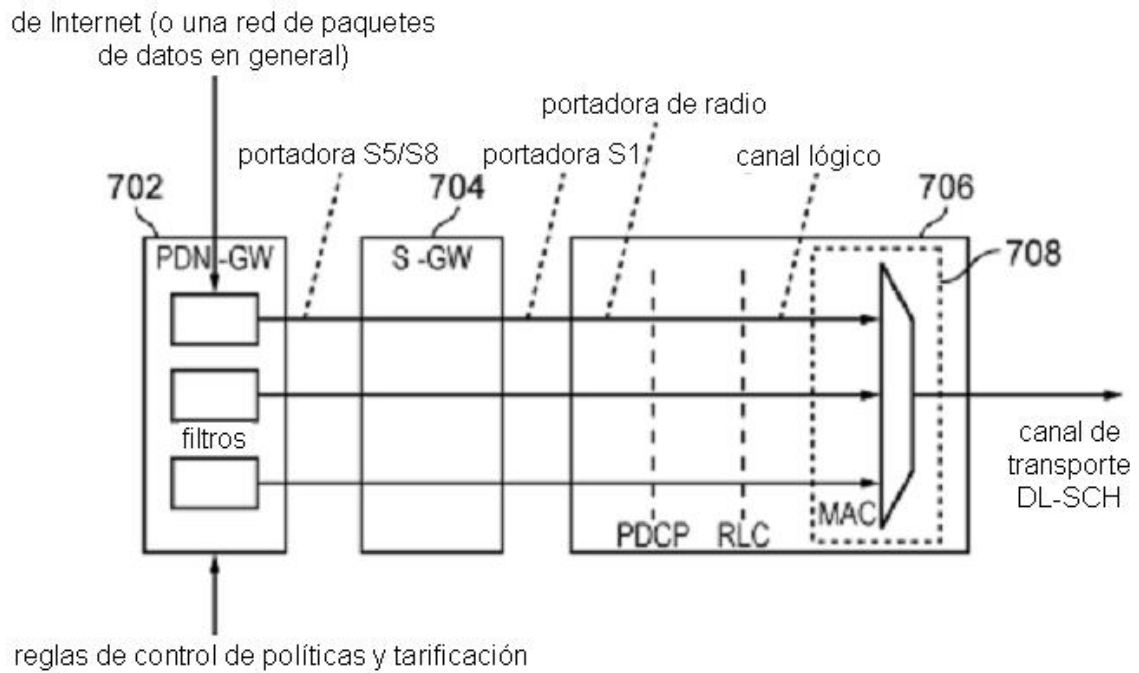 de Internet (o una red de paquetes
de datos en general)
portadora de radio
portadora S5/S8
portadora S1
canal lógico
702
704
706
PDN-GW
S-GW
708
filtros
canal de
transporte
DL-SCH
MAC
PDCP
RLC
reglas de control de políticas y tarificación